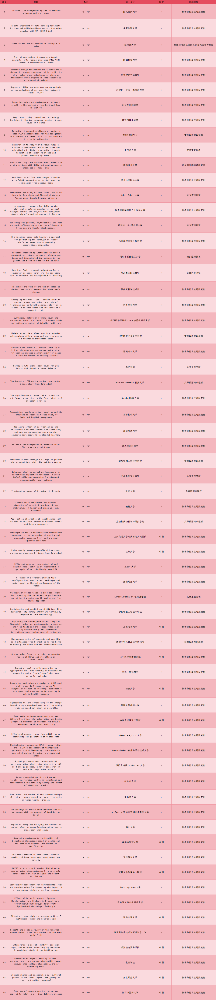 序号 题目 杂志 第一单位 国家 撤稿原因
1 Disaster risk management system in Vietnam: progress and challenges Heliyon 国民经济大学 / 作者身份发生可疑变化
2 In situ treatment of metalworking wastewater by chemical addition-dissolved air flotation coupled with UV, H2O2 & ZnO Heliyon 伊斯法罕大学 / 作者身份发生可疑变化
3 State of the art of biochar in Ethiopia: A review Heliyon 迪拉德大学 / 文章段落难以理解且存在无关参考文献
4 Control approaches of power electronic converter interfacing grid-tied PMSG-VSWT system: A comprehensive review Heliyon 国油科技大学 / 作者身份发生可疑变化
5 Impaired energy metabolism and altered brain histoarchitecture characterized by inhibition of glycolysis and mitochondrial electron transport-linked enzymes in rats exposed to diisononyl phthalate Heliyon 阿贾伊克劳瑟大学 / 作者身份发生可疑变化
6 Impact of different decontamination methods on the reduction of spiromesifen residue in chilli fruits Heliyon 苏雷什·吉安·维哈尔大学 / 作者身份发生可疑变化
7 Green logistics and environment, economic growth in the context of the Belt and Road Initiative Heliyon 水仙花国际大学 / 作者身份发生可疑变化
8 Deep retrofitting toward net zero energy building in the Mediterranean region: A case study of Albania Heliyon 地拉那理工大学 / 作者身份发生可疑变化
9 Potential therapeutic effects of naringin loaded PLGA nanoparticles for the management of Alzheimer's disease: In vitro, ex vivo and in vivo investigation Heliyon MET药学研究所 / 文章段落难以理解
10 Combination therapy with Hordeum vulgare, Elettaria cardamomum, and Cicer arietinum exhibited anti-diabetic potential through modulation of oxidative stress and proinflammatory cytokines Heliyon 卡拉奇大学 / 文章重复发表
11 Short- and long term antibacterial effects of a single rinse with different mouthwashes: A randomized clinical trial Heliyon 塞梅维什大学 / 违反期刊临床试验政策
12 Modification of Chlorella vulgaris carbon with Fe3O4 nanoparticles for tetracycline elimination from aqueous media Heliyon 马什哈德医科大学 / 作者身份发生可疑变化
13 Ethnobotanical study of traditional medicinal plants in Kebridehar and Shekosh districts, Korahi zone, Somali Region, Ethiopia Heliyon Kebri Dehar 大学 / 缺少道德批准
14 A proposed framework for defining the relationship between complexity, project categorization, and project risk management: Case study of a medical company in Morocco Heliyon 摩洛哥穆罕默德六世医科大学 / 作者身份发生可疑变化
15 Toxicological profile, phytochemical analysis and anti-inflammatory properties of leaves of Vitex doniana Sweet. (Verbenaceae) Heliyon 约瑟夫·基·泽尔博大学 / 缺少道德批准
16 Bio-inspired based meta-heuristic approach for predicting the strength of fiber-reinforced based strain hardening cementitious composites Heliyon 巴基斯坦国立科技大学 / 作者身份发生可疑变化
17 Protease produced by Lactobacillus brevis enhanced nutritional values of African yam beans and demonstrated improvement in the growth and blood indices of albino rats Heliyon 阿库雷联邦理工大学 / 缺少道德批准
18 How does family economic education foster students' economic behavior? The mediating role of economic and entrepreneurial literacy Heliyon 马来西亚国立大学 / 文章内容有误
19 In silico analysis of the use of solanine derivatives as a treatment for Alzheimer's disease Heliyon 伊拉克科学技术部 / 作者身份发生可疑变化
20 Employing the Akbari Ganji Method (AGM) to conduct a semi-analytical analysis of transient Eyring-Powell compressible flow in a tensile surface under the influence of a magnetic field Heliyon 大不里士大学 / 作者身份发生可疑变化
21 Synthesis, molecular docking study and anticancer activity of novel 1,3,4-oxadiazole derivatives as potential tubulin inhibitors Heliyon 伊玛目穆罕默德·本·沙特伊斯兰大学 / 作者身份发生可疑变化
22 Maleic anhydride grafted onto high density polyethylene with an enhanced grafting degree via monomer microencapsulation Heliyon 印尼国立巴查查兰大学 / 文章段落难以理解
23 Curcumin and vitamin C improve immunity of kidney via gene expression against diethyl nitrosamine induced nephrotoxicity in rats: In vivo and molecular docking studies Heliyon 爱资哈尔大学 / 作者身份发生可疑变化
24 Barley a nutritional powerhouse for gut health and chronic disease defense Heliyon 真纳大学 / 无关参考文献
25 The impact of FDI on the agriculture sector: A case study from Bangladesh Heliyon Mawlana Bhashani科技大学 / 文章段落难以理解
26 The significance of essential oils and their antifungal properties in the food industry: A systematic review Heliyon Gonabad医科大学 / 作者身份发生可疑变化
27 Asymmetrical gendered crime reporting and its influence on readers: A case study of Pakistani English newspapers Heliyon 古吉拉特大学 / 作者身份发生可疑变化
28 Mediating effect of self-esteem on the relationship between academic self-efficacy and depression symptoms among nursing students participating in blended learning Heliyon 加查马达大学 / 作者身份发生可疑变化
29 Animal bites management in Northern Iran: Challenges and solutions Heliyon 德黑兰医科大学 / 作者身份发生可疑变化
30 Ionanofluid flow through a triangular grooved microchannel heat sink: Thermal heightening Heliyon 孟加拉国工程技术大学 / 文章段落难以理解
31 Enhanced electrochemical performance with exceptional capacitive retention in Ce-Co MOFs/Ti3C2Tx nanocomposite for advanced supercapacitor applications Heliyon 巴基斯坦女子大学 / 无关参考文献
32 Treatment pathways of Alzheimer in Nigeria Heliyon 圣约大学 / 患者数据未授权
33 Altitudinal distribution and seasonal migration of asiatic black bear (Ursus thibetanus) in kaghan and Siran Valleys, Pakistan Heliyon 迪肯大学 / 作者身份发生可疑变化
34 Application of artificial intelligence (AI) to control COVID-19 pandemic: Current status and future prospects Heliyon 孟加拉药物科学与研究学院 / 文章段落难以理解
35 Non-negative matrix factorization model-based construction for molecular clustering and prognostic assessment of head and neck squamous carcinoma Heliyon 上海交通大学附属第九人民医院 中国 作者身份发生可疑变化
36 Relationship between greenfield investment and economic growth: Evidence from Bangladesh Heliyon 兰州大学 中国 作者身份发生可疑变化
37 Efficient drug delivery potential and antimicrobial activity of biocompatible hydrogels of dextrin/Na-alginate/PVA Heliyon 拉合尔大学 / 作者身份发生可疑变化
38 A review of different twisted tape configurations used in heat exchanger and their impact on thermal performance of the system Heliyon 潘诺尼亚大学 / 作者身份发生可疑变化
39 Utilization of additives in biodiesel blends for improving the diesel engine performance and minimizing emissions through a modified Taguchi approach Heliyon KoneruLakshmaiah 教育基金会 / 文章重复发表
40 Optimization and prediction of CBN tool life sustainability during AA1100 CNC turning by response surface methodology Heliyon 伊拉希亚工程技术学院 / 作者身份发生可疑变化
41 Exploring the convergence of ICT, digital financial inclusion, environmental pressures, and free trade and their significance in driving sustainable green investment initiatives under carbon neutrality targets Heliyon 上海海事大学 中国 作者身份发生可疑变化
42 Nanoencapsulation of apocynin and vanillic acid extracted from Picrorhiza kurroa Royle ex Benth plant roots and its characterisation Heliyon 迈索尔中央食品技术研究所 / 文章段落难以理解
43 G-quadruplex formation within the promoter region of HSPB2 and its effect on transcription Heliyon 济宁医学院附属医院 中国 作者身份发生可疑变化
44 Impact of suction with nanoparticles aggregation and joule heating on unsteady MHD stagnation point flow of nanofluids over horizontal cylinder Heliyon 乌姆·库拉大学 / 作者身份发生可疑变化
45 Enhancing prediction and analysis of UK road traffic accident severity using AI: Integration of machine learning, econometric techniques, and time series forecasting in public health research Heliyon 长安大学 中国 作者身份发生可疑变化
46 SqueezeNet for the forecasting of the energy demand using a combined version of the sewing training-based optimization algorithm Heliyon 伊斯兰阿扎德大学 / 作者身份发生可疑变化
47 Pancreatic mucinous adenocarcinoma has different clinical characteristics and better prognosis compared to non-specific PDAC: A retrospective observational study Heliyon 中南大学湘雅二医院 中国 作者身份发生可疑变化
48 Effects of commonly used food additives on haematological parameters of Wistar rats Heliyon Adekunle Ajasin 大学 / 作者身份发生可疑变化
49 Phytochemical screening, HPLC fingerprinting and in vitro assessment of therapeutic potentials of different apricot cultivars against diabetes, Alzheimer's disease and cancer Heliyon Sher-e-Kashmir农业科学与技术大学 / 作者身份发生可疑变化
50 A fuel gas waste heat recovery-based multigeneration plant integrated with a LNG cold energy process, a water desalination unit, and a CO2 separation process Heliyon 伊拉克梅桑 Al-Amarah 大学 / 作者身份发生可疑变化
51 Dynamic association of stock market volatility, foreign portfolio investment and macroeconomic indicators by taking the impact of structural breaks Heliyon 拉合尔大学 / 作者身份发生可疑变化
52 Theoretical estimation of the thermal damages of living tissues caused by laser irradiation in tumor thermal therapy Heliyon 索哈格大学 / 作者身份发生可疑变化
53 The paradigm of modern food products and its relevance with the concept of food in the Quran Heliyon Ar-Raniry 班达亚齐国立伊斯兰大学 / 作者身份发生可疑变化
54 Impact of workplace bullying and burnout on job satisfaction among Bangladeshi nurses: A cross-sectional study Heliyon 南北大学 / 作者身份发生可疑变化
55 Assessing environmental suitability of Ligusticum chuanxiong based on ecological analyses with chemical and molecular verification Heliyon 成都中医药大学 中国 作者身份发生可疑变化
56 The nexus between Islamic social finance, quality of human resource, governance, and poverty Heliyon 艾尔朗加大学 / 作者身份发生可疑变化
57 HOXC6: A promising biomarker linked to an immunoevasive microenvironment in colorectal cancer based on TCGA analysis and cohort validation Heliyon 复旦大学附属中山医院 中国 作者身份发生可疑变化
58 Ecotoxicity assessment for environmental risk and consideration for assessing the impact of silver nanoparticles on soil earthworms Heliyon Harisingh Gour大学 / 作者身份发生可疑变化
59 Effect of Cd on Structural, Spectral, Morphological and Dielectric Properties of Sr1-xCdxZn2Fe4O11 R-type Hexaferrites Synthesized via Sol-gel Technique Heliyon 巴哈瓦尔布尔伊斯兰大学 / 作者身份发生可疑变化
60 Effect of lorecivivint on osteoarthritis: A systematic review and meta-analysis Heliyon 西安交通大学 中国 作者身份发生可疑变化
61 Beneath the rind: A review on the remarkable health benefits and applications of the wood apple fruit Heliyon 苏里尼生物技术和管理科学大学 / 作者身份发生可疑变化
62 Entrepreneur's social identity, decision logic, and resource bootstrapping behaviors: An empirical study of the fsQCA method Heliyon 浙江经济贸易学院 中国 作者身份发生可疑变化
63 Character strengths, meaning in life, personal goal, and career adaptability among impoverished college students: A chain-mediating model Heliyon 龙岩学院 中国 作者身份发生可疑变化
64 Climate change and sustainable agricultural growth in the sahel region: Mitigating or resilient policy response? Heliyon 东北师范大学 中国 作者身份发生可疑变化
65 Progress of nanopreparation technology applied to volatile oil drug delivery systems Heliyon 江西中医药大学 中国 作者身份发生可疑变化